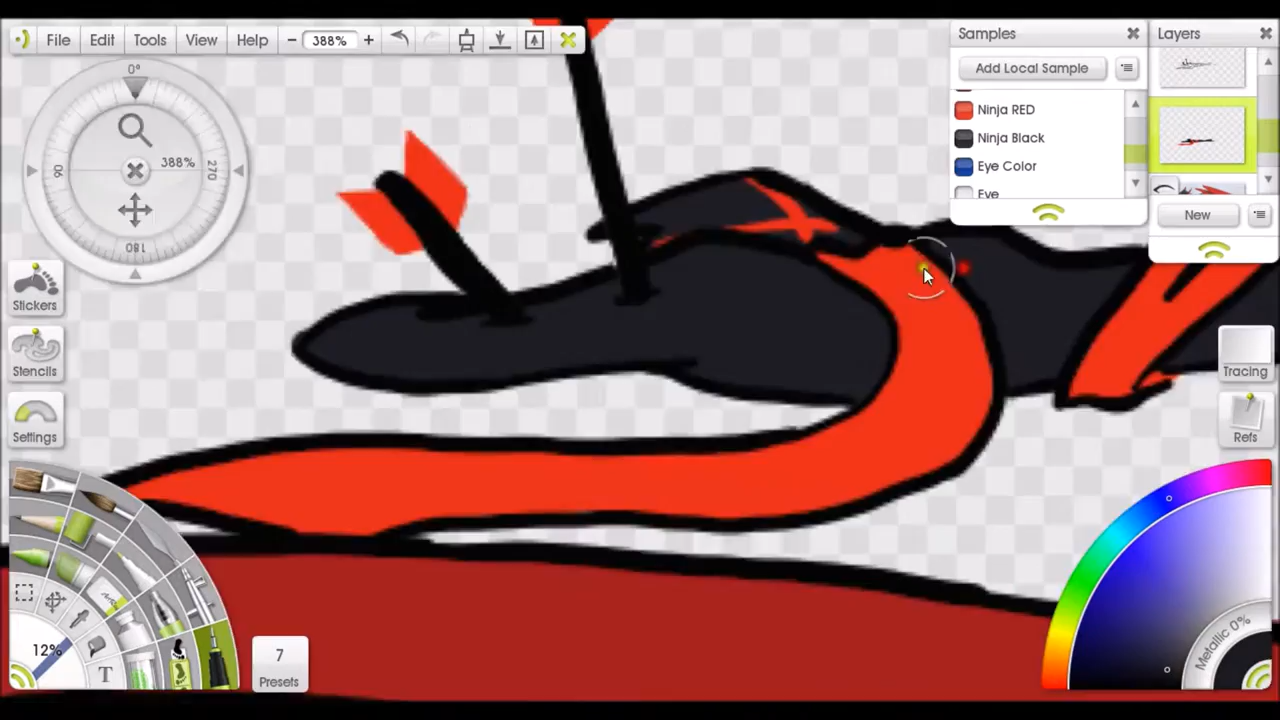 File Edit Tools View Help 388%
Samples
Layers
Add Local Sample
Ninja RED
Ninja Black
Eye Color
Eye
New
0°
90
388%
270
180
Stickers
Stencils
Settings
Tracing
Refs
12%
T
7
Presets
Metallic 0%